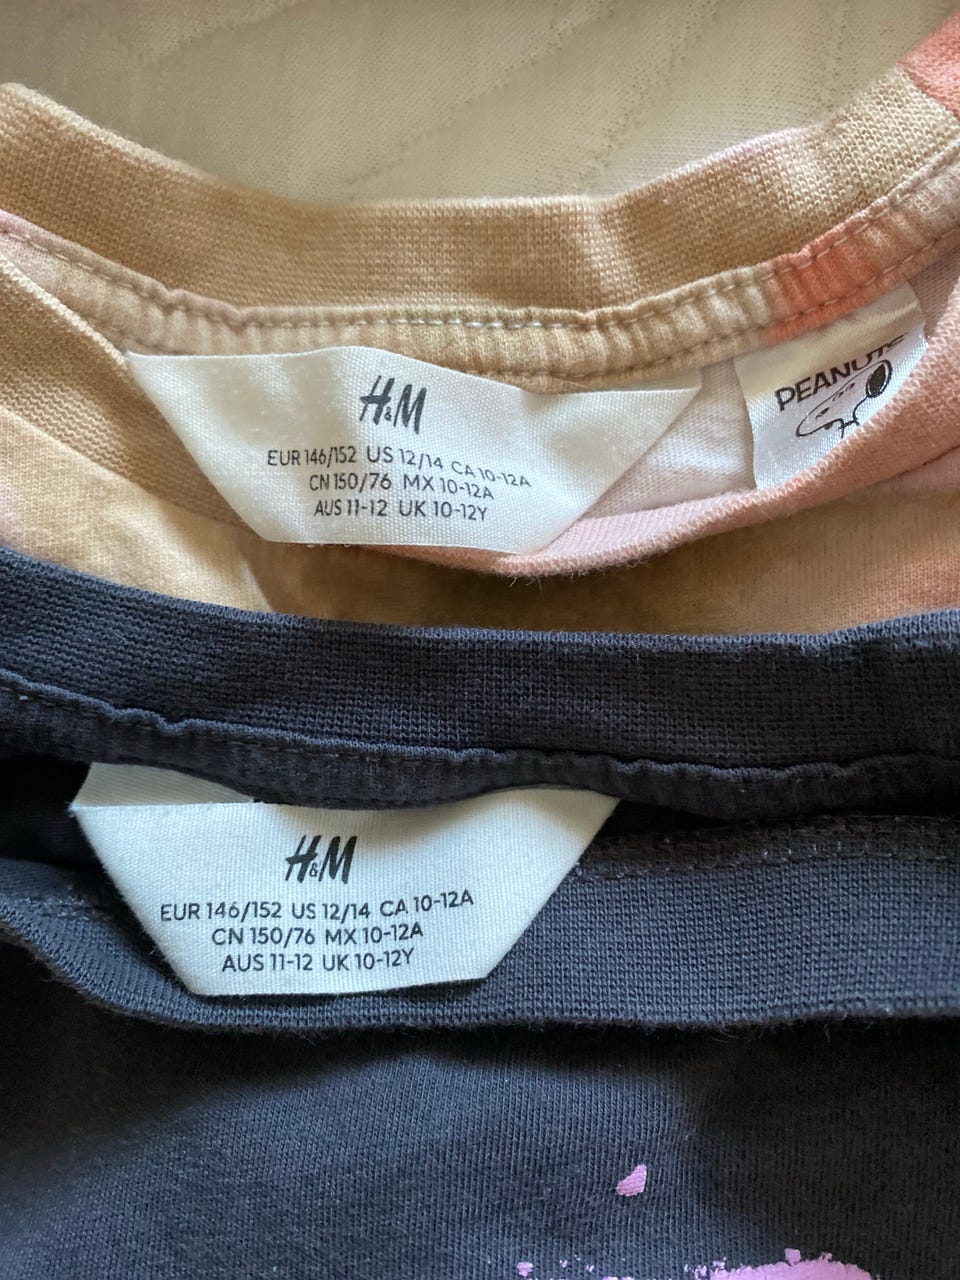 H&M
EUR 146/152 US 12/14 CA 10-12A
CN 150/76 MX 10-12A
AUS 11-12 UK 10-12Y
PEANUTS
H&M
EUR 146/152 US 12/14 CA 10-12A
CN 150/76 MX 10-12A
AUS 11-12 UK 10-12Y